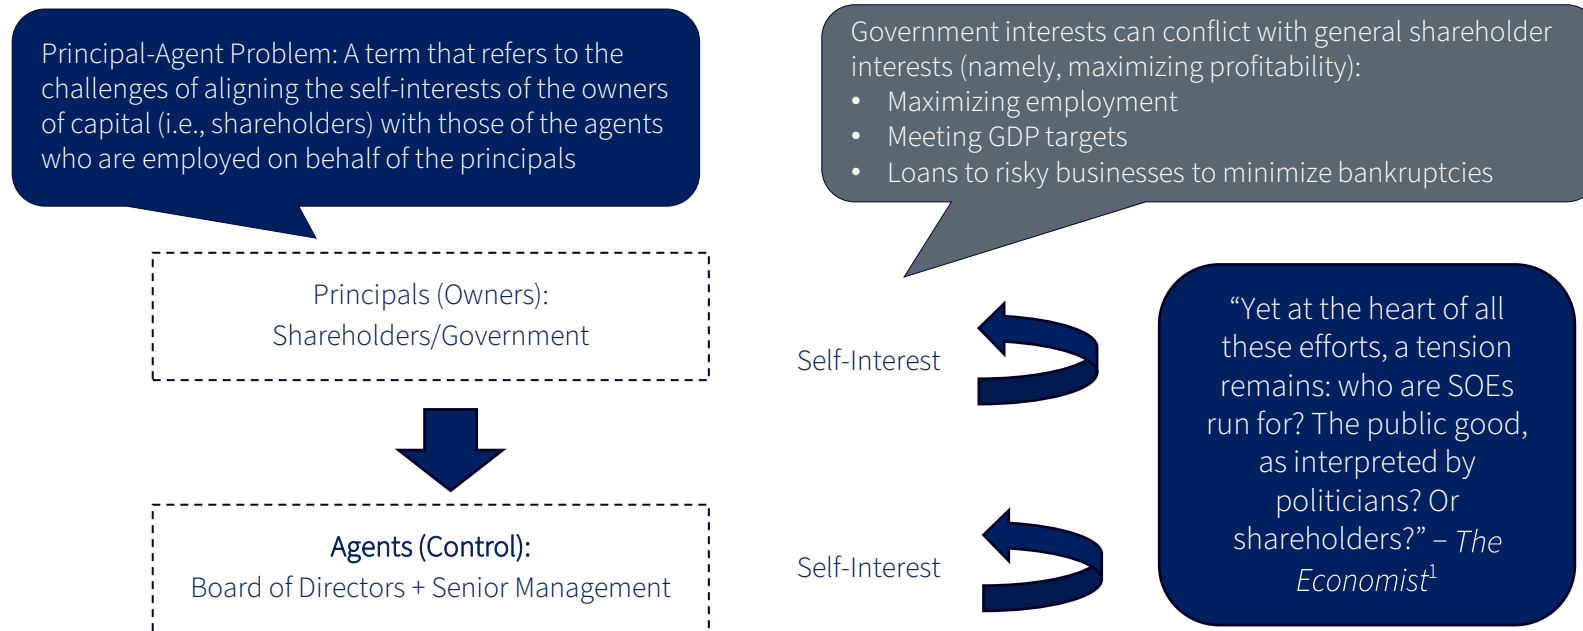 Principal-Agent Problem: A term that refers to the
challenges of aligning the self-interests of the owners
of capital (i.e., shareholders) with those of the agents
who are employed on behalf of the principals
Government interests can conflict with general shareholder
interests (namely, maximizing profitability):
• Maximizing employment
• Meeting GDP targets
• Loans to risky businesses to minimize bankruptcies
Principals (Owners):
Shareholders/Government
Self-Interest
Agents (Control):
Board of Directors + Senior Management
Self-Interest
“Yet at the heart of all
these efforts, a tension
remains: who are SOEs
run for? The public good,
as interpreted by
politicians? Or
shareholders?” – The
Economist¹